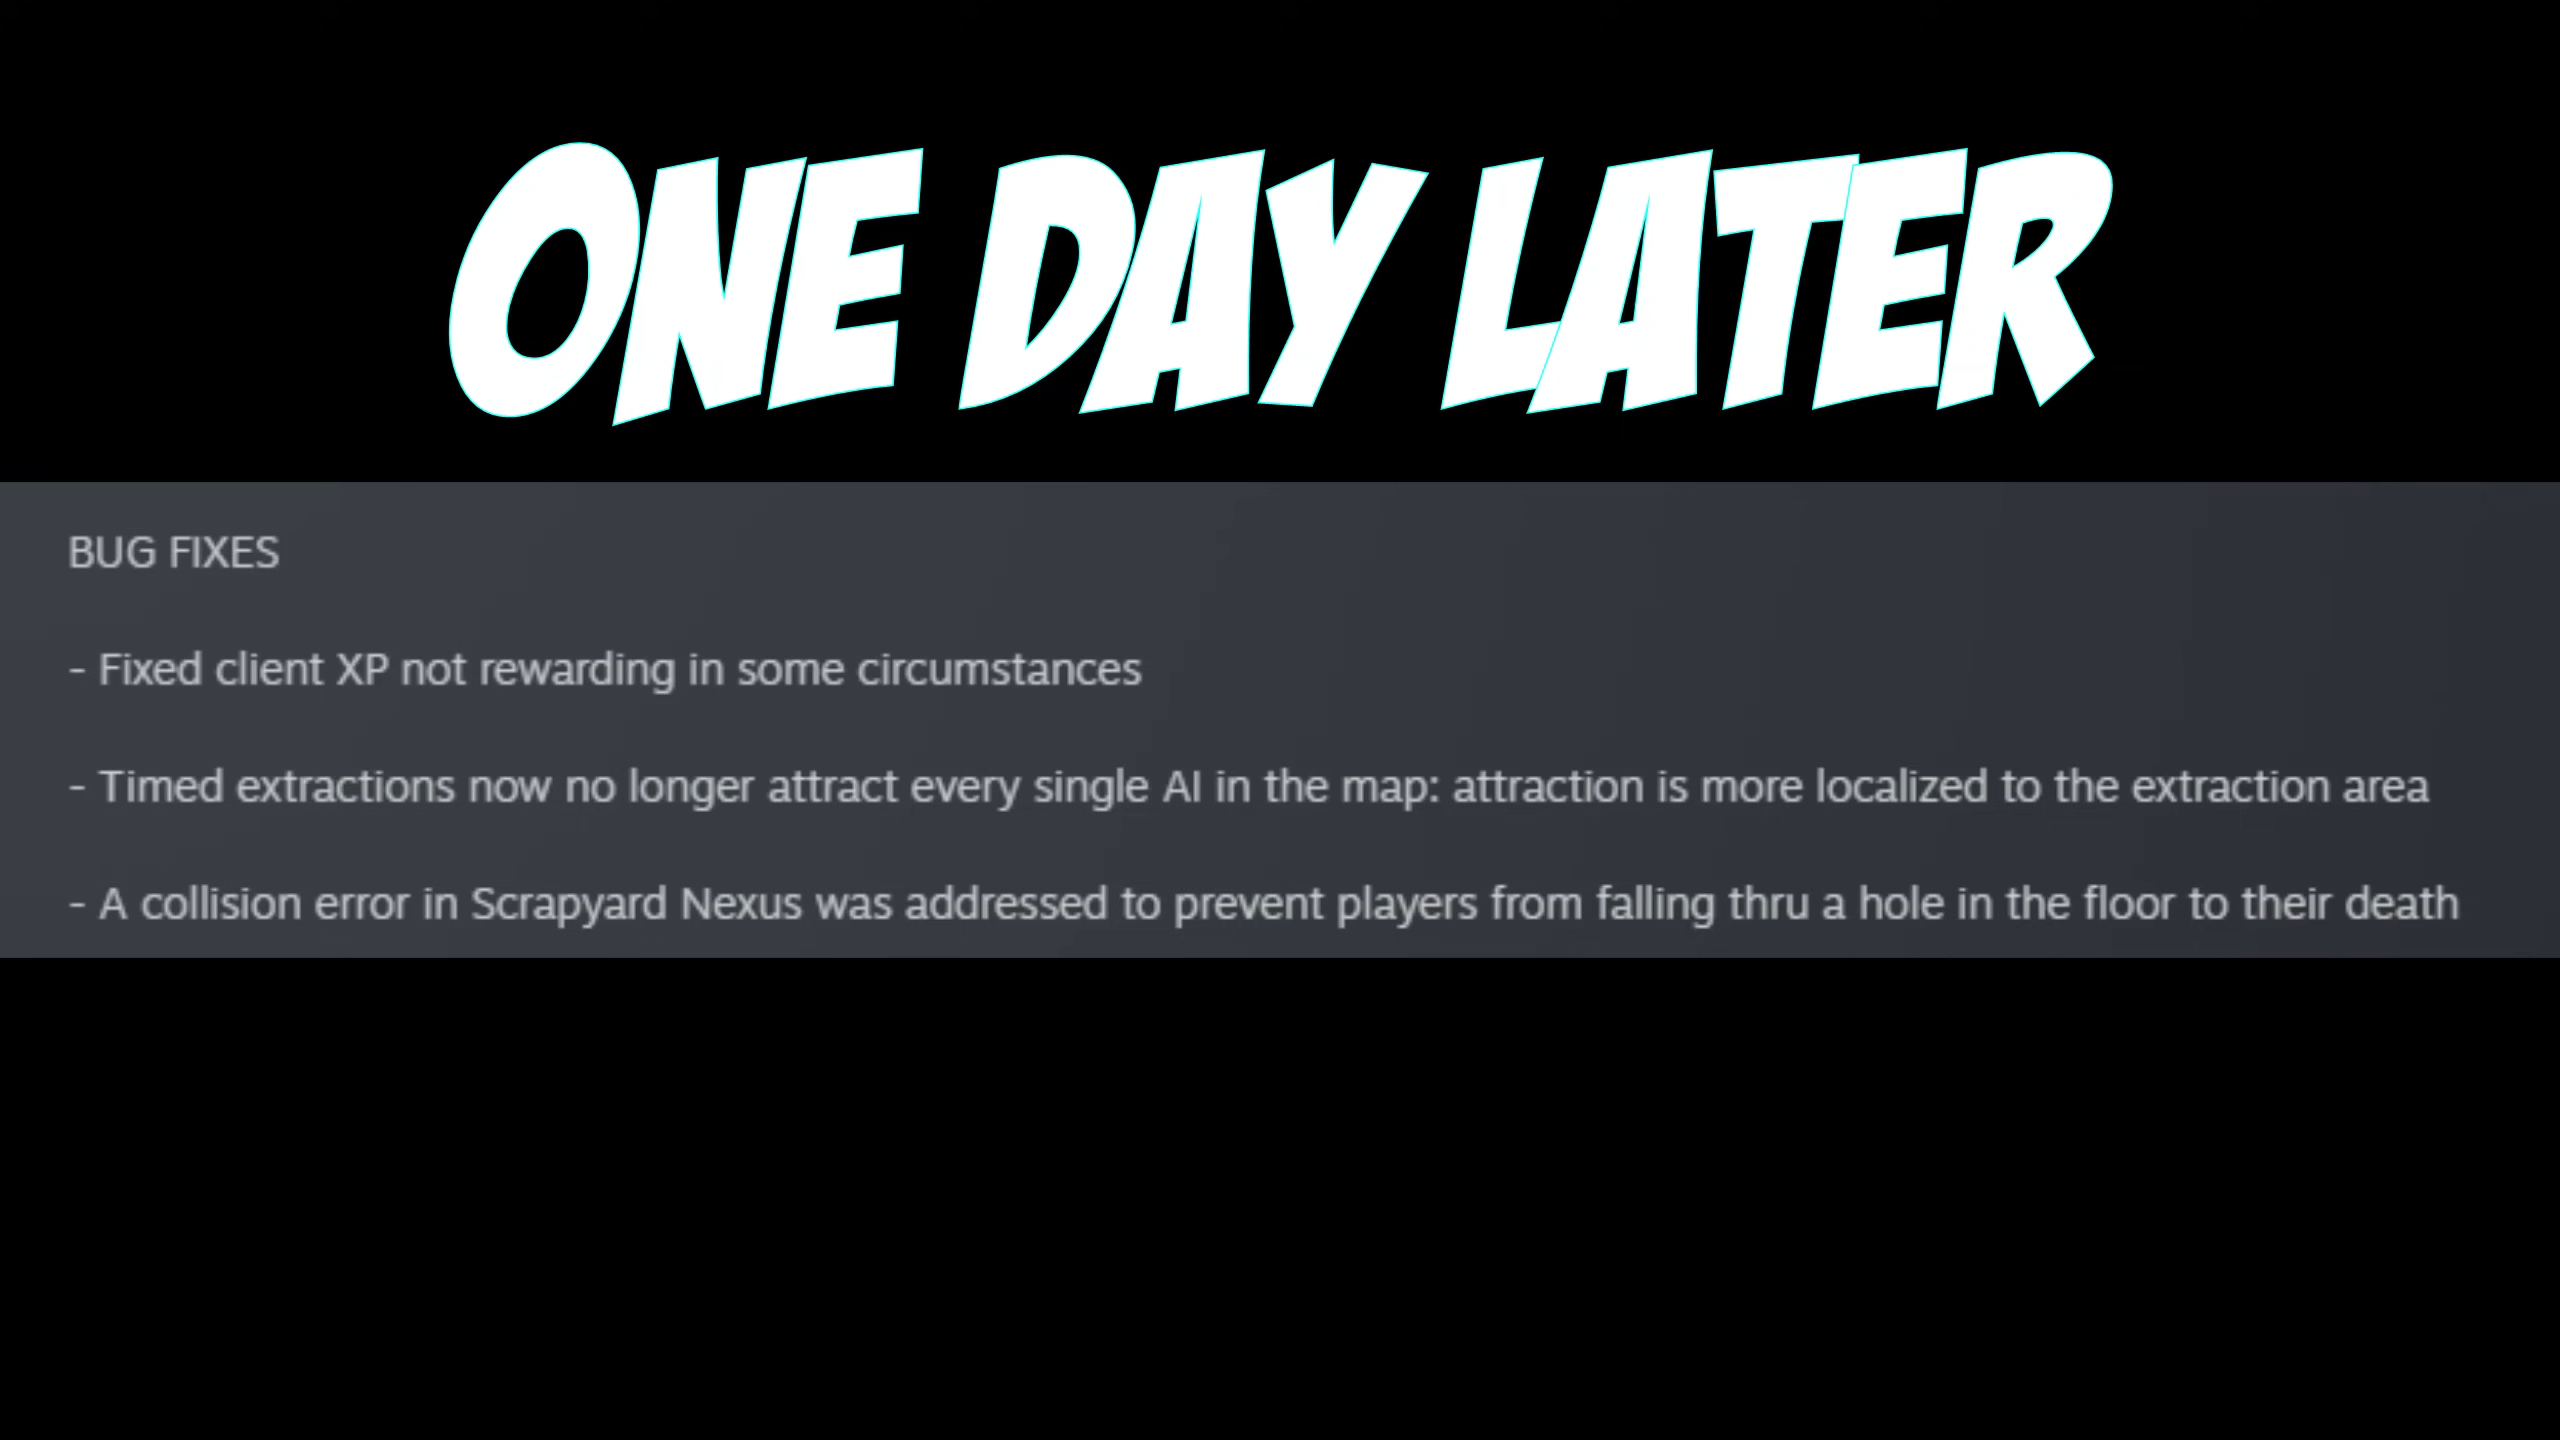 ONE DAY LATER
BUG FIXES
- Fixed client XP not rewarding in some circumstances
- Timed extractions now no longer attract every single AI in the map: attraction is more localized to the extraction area
- A collision error in Scrapyard Nexus was addressed to prevent players from falling thru a hole in the floor to their death